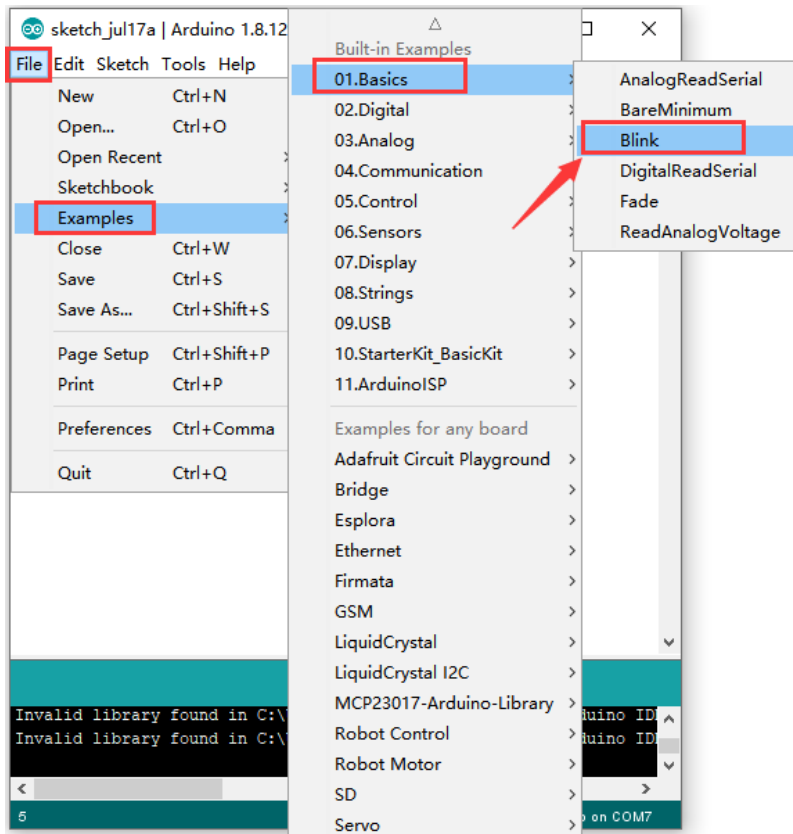 sketch_jul17a | Arduino 1.8.12
File Edit Sketch Tools Help
New Ctrl+N
Open... Ctrl+O
Open Recent
Sketchbook
Examples
Close Ctrl+W
Save Ctrl+S
Save As... Ctrl+Shift+S
Page Setup Ctrl+Shift+P
Print Ctrl+P
Preferences Ctrl+Comma
Quit Ctrl+Q
Built-in Examples
01.Basics
02.Digital
03.Analog
04.Communication
05.Control
06.Sensors
07.Display
08.Strings
09.USB
10.StarterKit_BasicKit
11.ArduinoISP
Examples for any board
Adafruit Circuit Playground
Bridge
Esplora
Ethernet
Firmata
GSM
LiquidCrystal
LiquidCrystal I2C
MCP23017-Arduino-Library
Robot Control
Robot Motor
SD
Servo
AnalogReadSerial
BareMinimum
Blink
DigitalReadSerial
Fade
ReadAnalogVoltage
Invalid library found in C:\
Invalid library found in C:\
5
on COM7